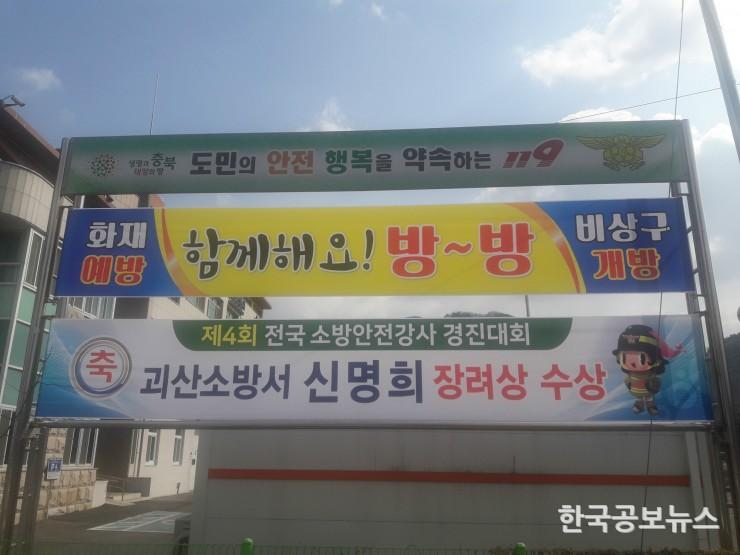 생명과 충북
태양의 땅
도민의 안전 행복을 약속하는 119
화재
예방
함께해요! 방~방
비상구
개방
제4회 전국 소방안전강사 경진대회
축
괴산소방서 신명희 장려상 수상
한국공보뉴스